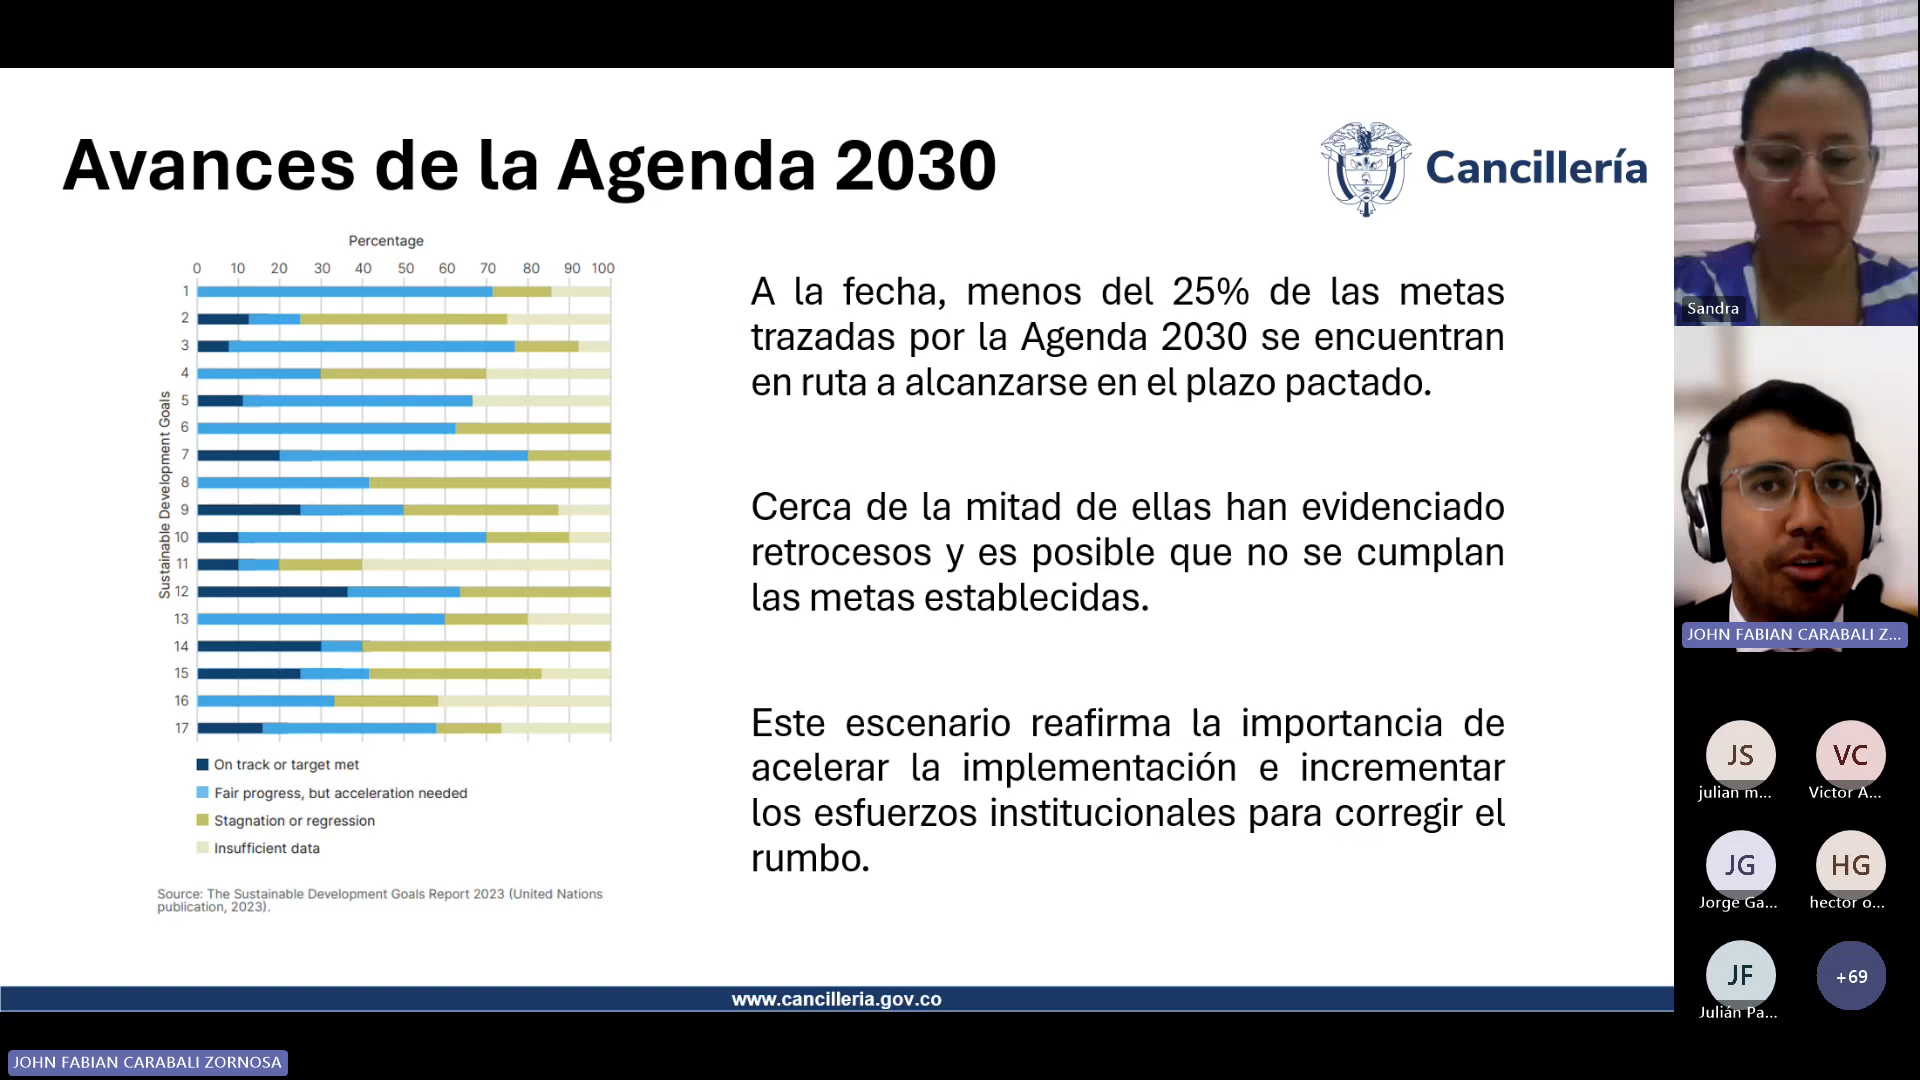 Avances de la Agenda 2030
Cancillería
Percentage
0 10 20 30 40 50 60 70 80 90 100
Sustainable Development Goals
1
2
3
4
5
6
7
8
9
10
11
12
13
14
15
16
17
On track or target met
Fair progress, but acceleration needed
Stagnation or regression
Insufficient data
Source: The Sustainable Development Goals Report 2023 (United Nations
publication, 2023).
A la fecha, menos del 25% de las metas
trazadas por la Agenda 2030 se encuentran
en ruta a alcanzarse en el plazo pactado.
Cerca de la mitad de ellas han evidenciado
retrocesos y es posible que no se cumplan
las metas establecidas.
Este escenario reafirma la importancia de
acelerar la implementación e incrementar
los esfuerzos institucionales para corregir el
rumbo.
www.cancilleria.gov.co
JOHN FABIAN CARABALI ZORNOSA
Sandra
JOHN FABIAN CARABALI Z...
JS
VC
julian m...
Victor A...
JG
HG
Jorge Ga...
hector o...
JF
+69
Julián Pa...